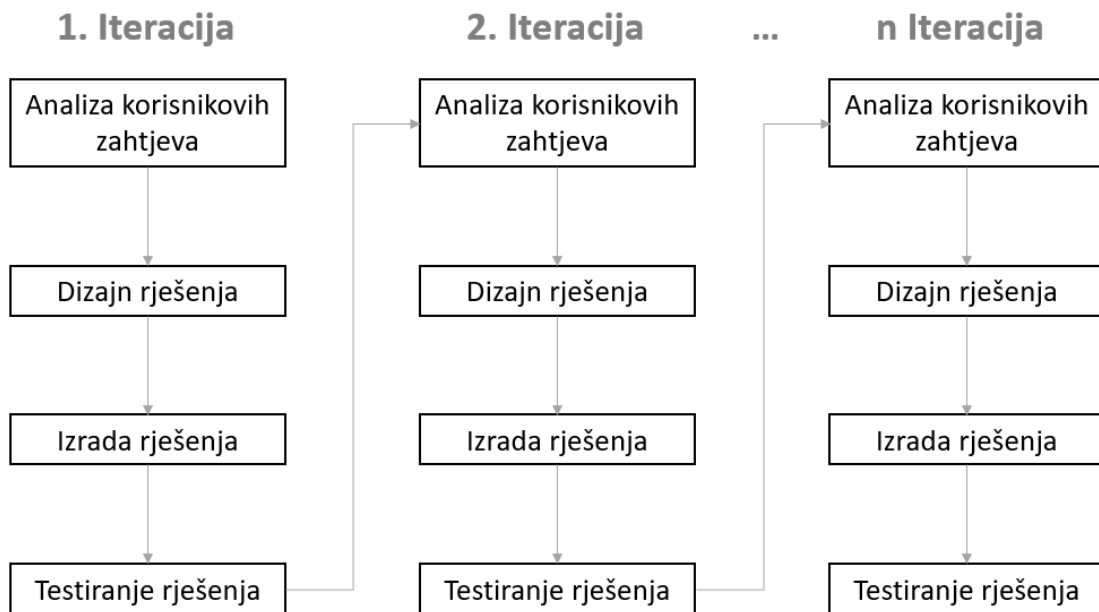 1. Iteracija
2. Iteracija
...
n Iteracija
Analiza korisnikovih
zahtjeva
Dizajn rješenja
Izrada rješenja
Testiranje rješenja
Analiza korisnikovih
zahtjeva
Dizajn rješenja
Izrada rješenja
Testiranje rješenja
Analiza korisnikovih
zahtjeva
Dizajn rješenja
Izrada rješenja
Testiranje rješenja